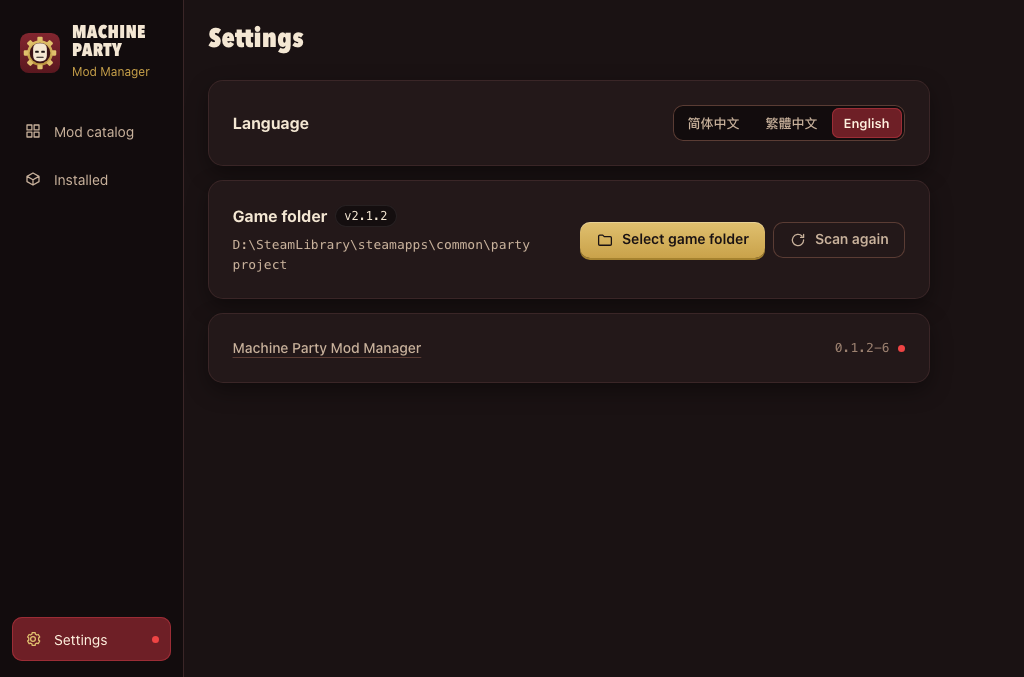 MACHINE
PARTY
Mod Manager
Mod catalog
Installed
Settings
Settings
Language
简体中文
繁體中文
English
Game folder
v2.1.2
D:\SteamLibrary\steamapps\common\party
project
Select game folder
Scan again
Machine Party Mod Manager
0.1.2-6